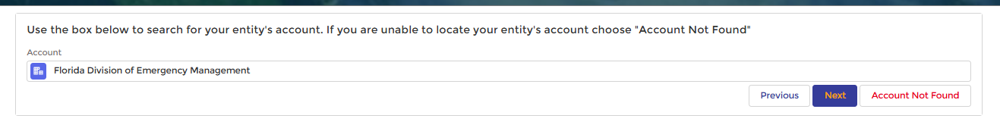 Use the box below to search for your entity's account. If you are unable to locate your entity's account choose "Account Not Found"
Account
Florida Division of Emergency Management
Previous Next Account Not Found